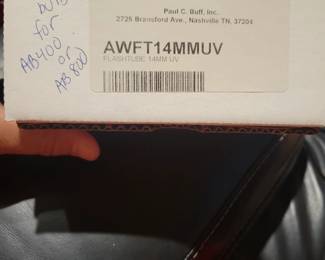 bulb
for
AB400
or
AB800
Paul C. Buff, Inc.
2725 Bransford Ave., Nashville TN, 37204
AWFT14MMUV
FLASHTUBE 14MM UV